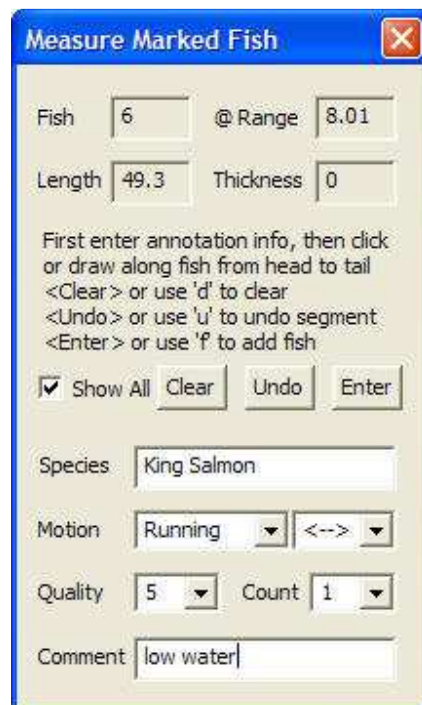 Measure Marked Fish
Fish 6 @ Range 8.01
Length 49.3 Thickness 0
First enter annotation info, then click
or draw along fish from head to tail
<Clear> or use 'd' to clear
<Undo> or use 'u' to undo segment
<Enter> or use 'f' to add fish
Show All Clear Undo Enter
Species King Salmon
Motion Running <-->
Quality 5 Count 1
Comment low water